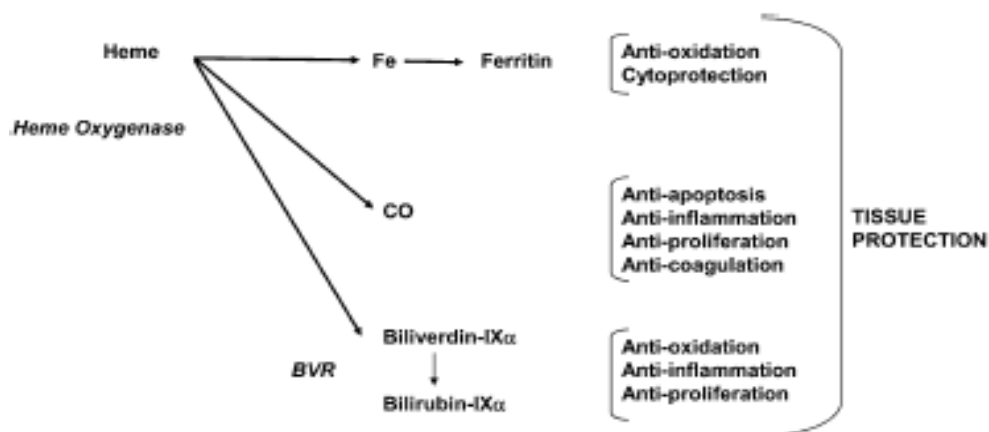 Heme
Fe
Ferritin
Anti-oxidation
Cytoprotection
Heme Oxygenase
CO
Anti-apoptosis
Anti-inflammation
Anti-proliferation
Anti-coagulation
TISSUE
PROTECTION
Biliverdin-IXα
BVR
Bilirubin-IXα
Anti-oxidation
Anti-inflammation
Anti-proliferation